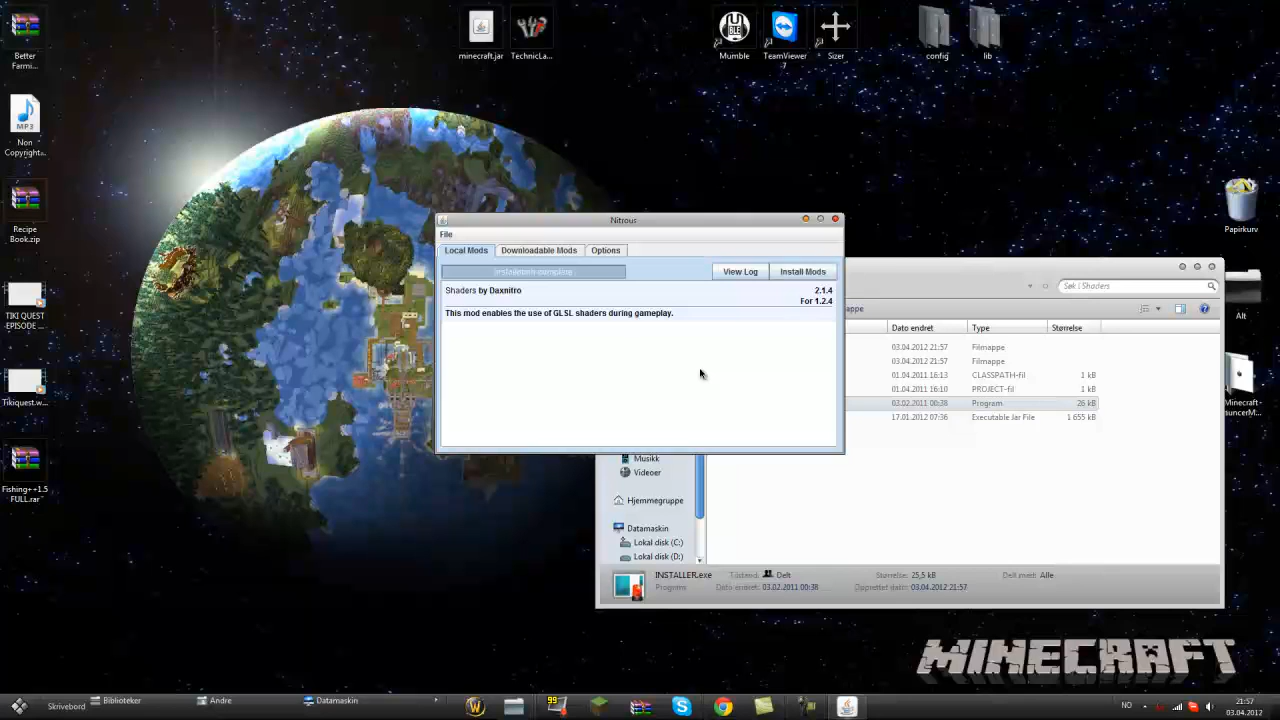 Better
Farmi...
Non
Copyright...
Recipe
Book.zip
TIKI QUEST
EPISODE ...
Tikiquest.w...
Fishing++1.5
FULL.rar
minecraft.jar
TechnicLa...
Mumble
TeamViewer
7
Sizer
config
lib
Papirkurv
Alt
Minecraft-
Nitrous
File
Local Mods
Downloadable Mods
Options
View Log
Install Mods
Shaders by Daxnitro
2.1.4
For 1.2.4
This mod enables the use of GLSL shaders during gameplay.
Søk i Shaders
Dato endret
Type
Størrelse
03.04.2012 21:57 Filmappe
03.04.2012 21:57 Filmappe
01.04.2011 16:13 CLASSPATH-fil 1 kB
01.04.2011 16:10 PROJECT-fil 1 kB
03.02.2011 00:38 Program 26 kB
17.01.2012 07:36 Executable Jar File 1 655 kB
Musikk
Videoer
Hjemmegruppe
Datamaskin
Lokal disk (C:)
Lokal disk (D:)
INSTALLER.exe
Program
Tilstand: Delt
Dato endret: 03.02.2011 00:38
Størrelse: 25,5 kB
Opprettet dato: 03.04.2012 21:57
Delt med: Alle
MINECRAFT
Skrivebord
Biblioteker
Andre
Datamaskin
99
NO
21:57
03.04.2012